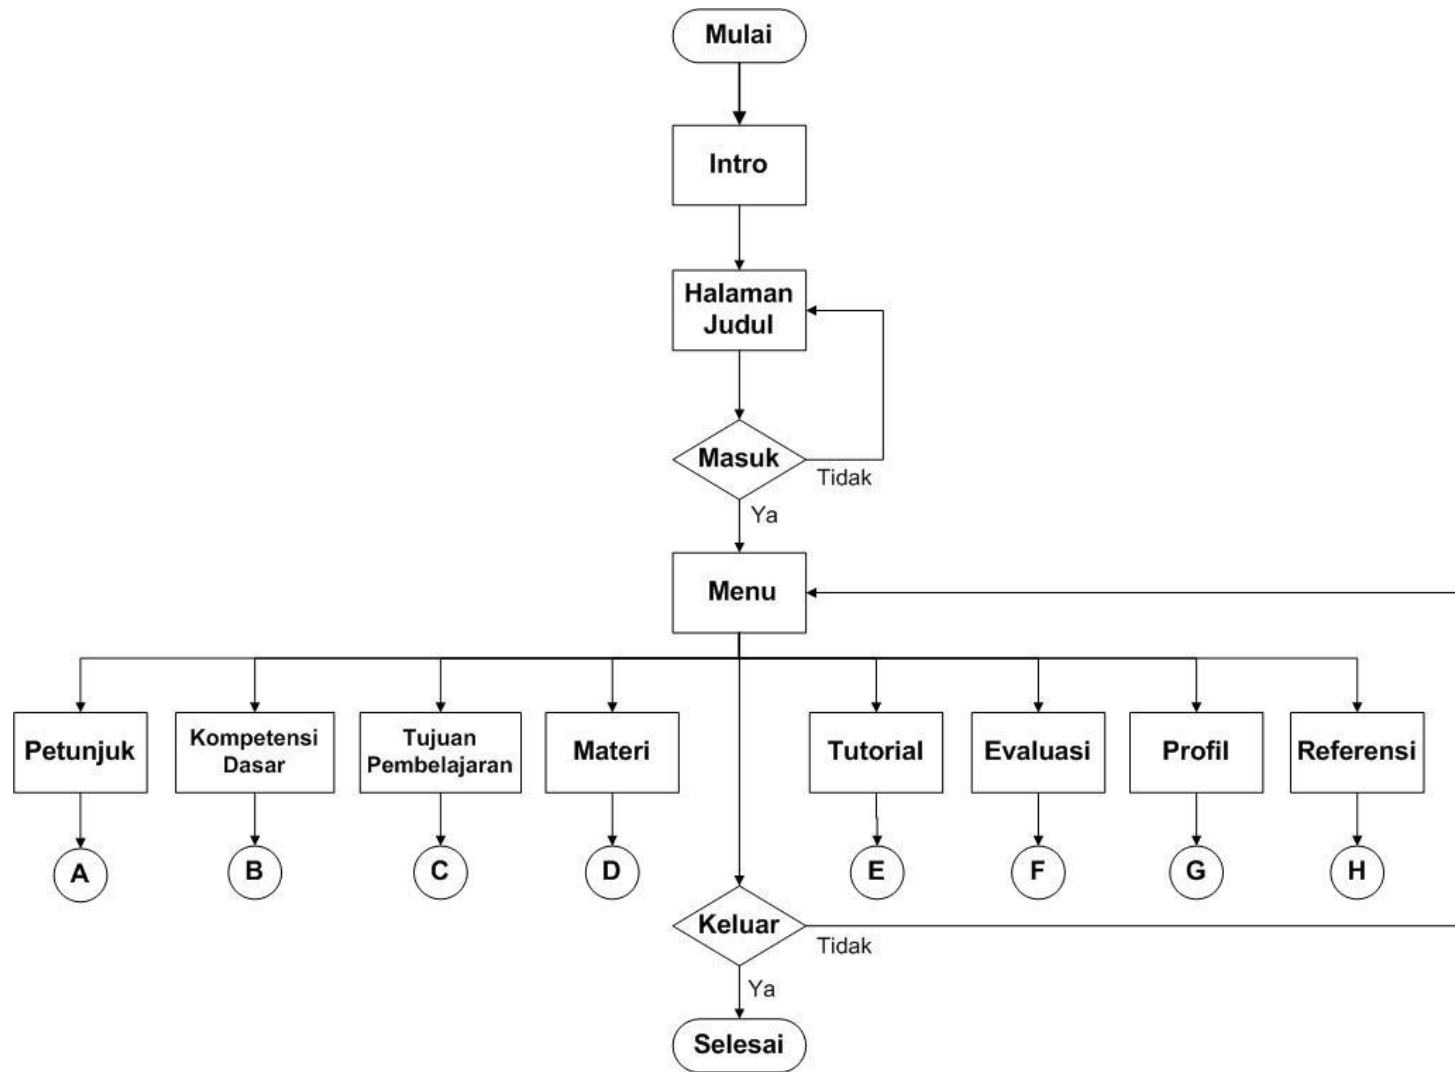 Mulai
Intro
Halaman
Judul
Masuk
Tidak
Ya
Menu
Petunjuk
Kompetensi
Dasar
Tujuan
Pembelajaran
Materi
Tutorial
Evaluasi
Profil
Referensi
A
B
C
D
E
F
G
H
Keluar
Tidak
Ya
Selesai